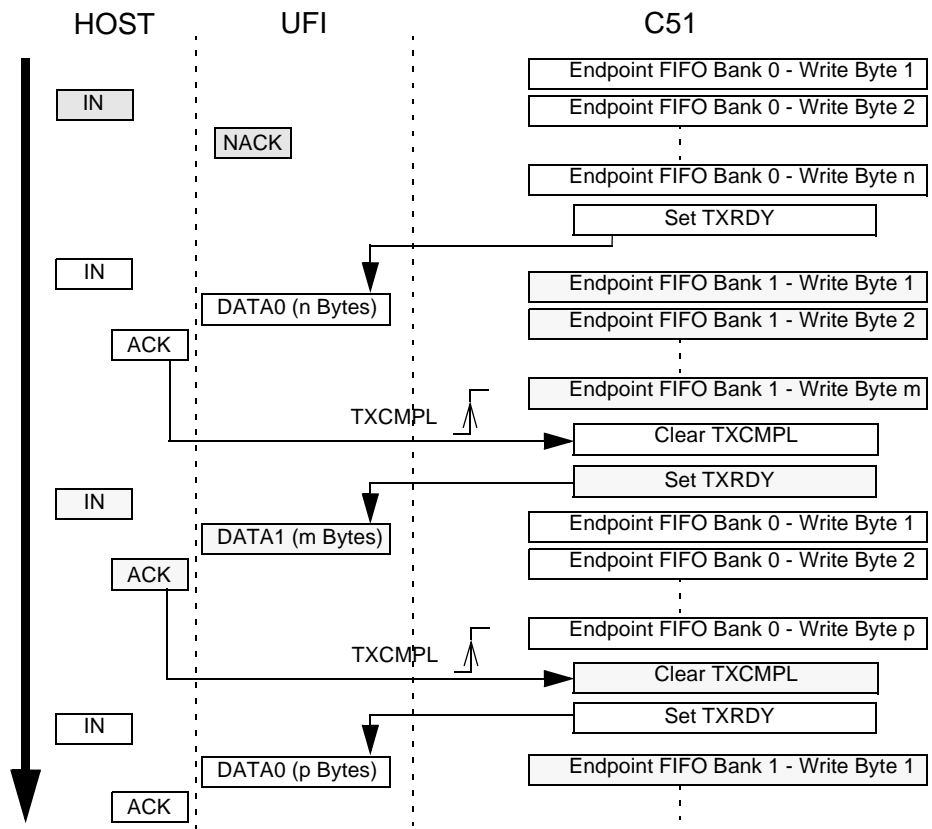 HOST UFI C51
Endpoint FIFO Bank 0 - Write Byte 1
IN
Endpoint FIFO Bank 0 - Write Byte 2
NACK
Endpoint FIFO Bank 0 - Write Byte n
Set TXRDY
IN
Endpoint FIFO Bank 1 - Write Byte 1
DATA0 (n Bytes)
Endpoint FIFO Bank 1 - Write Byte 2
ACK
Endpoint FIFO Bank 1 - Write Byte m
TXCMPL
Clear TXCMPL
Set TXRDY
IN
Endpoint FIFO Bank 0 - Write Byte 1
DATA1 (m Bytes)
Endpoint FIFO Bank 0 - Write Byte 2
ACK
Endpoint FIFO Bank 0 - Write Byte p
TXCMPL
Clear TXCMPL
Set TXRDY
IN
DATA0 (p Bytes)
Endpoint FIFO Bank 1 - Write Byte 1
ACK